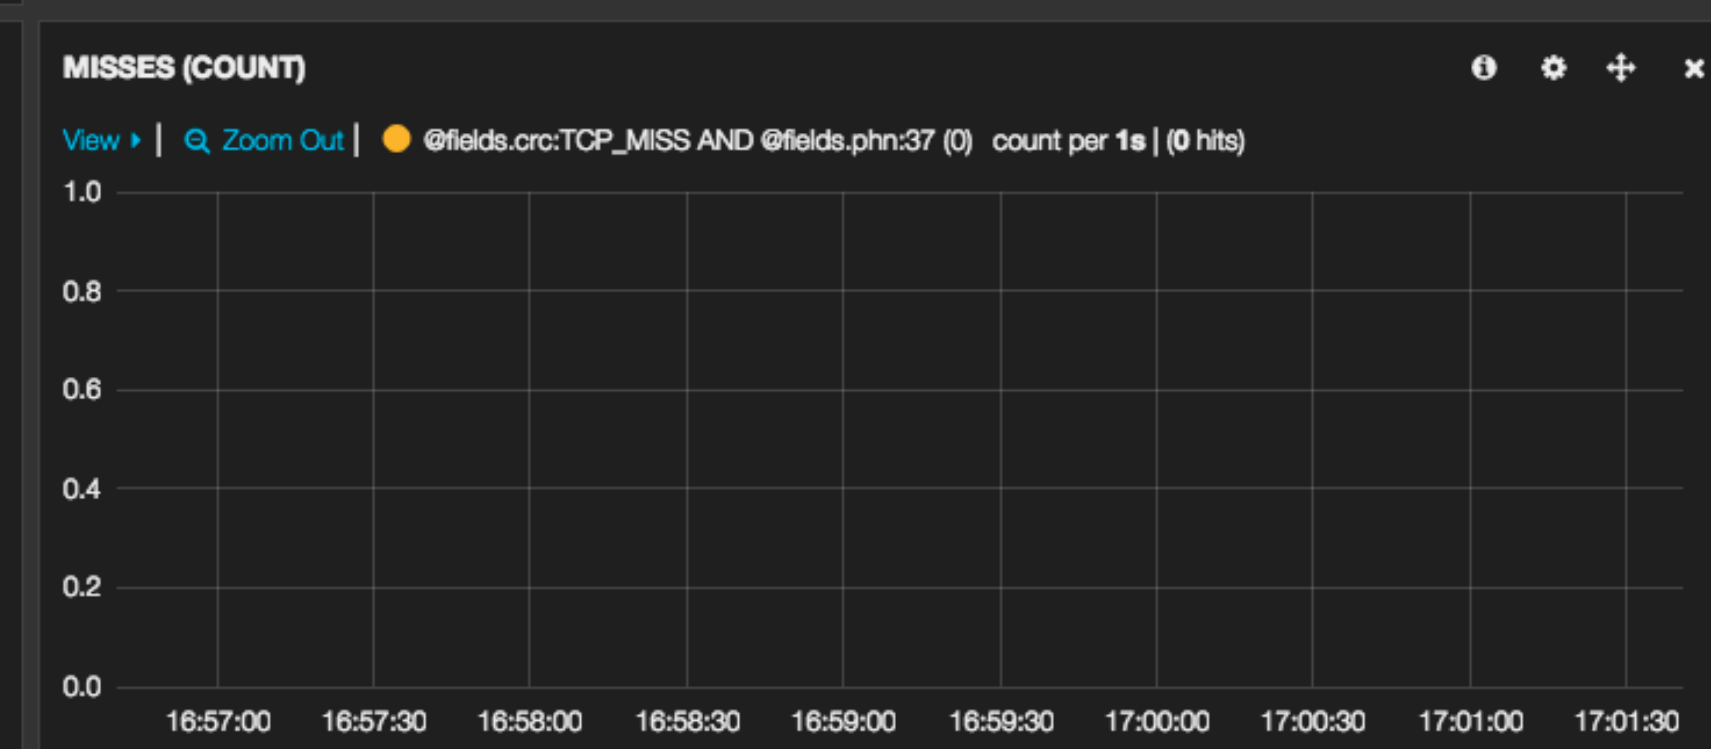 MISSES (COUNT)
View | Zoom Out | @fields.crc:TCP_MISS AND @fields.phn:37 (0) count per 1s | (0 hits)
1.0
0.8
0.6
0.4
0.2
0.0
16:57:00 16:57:30 16:58:00 16:58:30 16:59:00 16:59:30 17:00:00 17:00:30 17:01:00 17:01:30